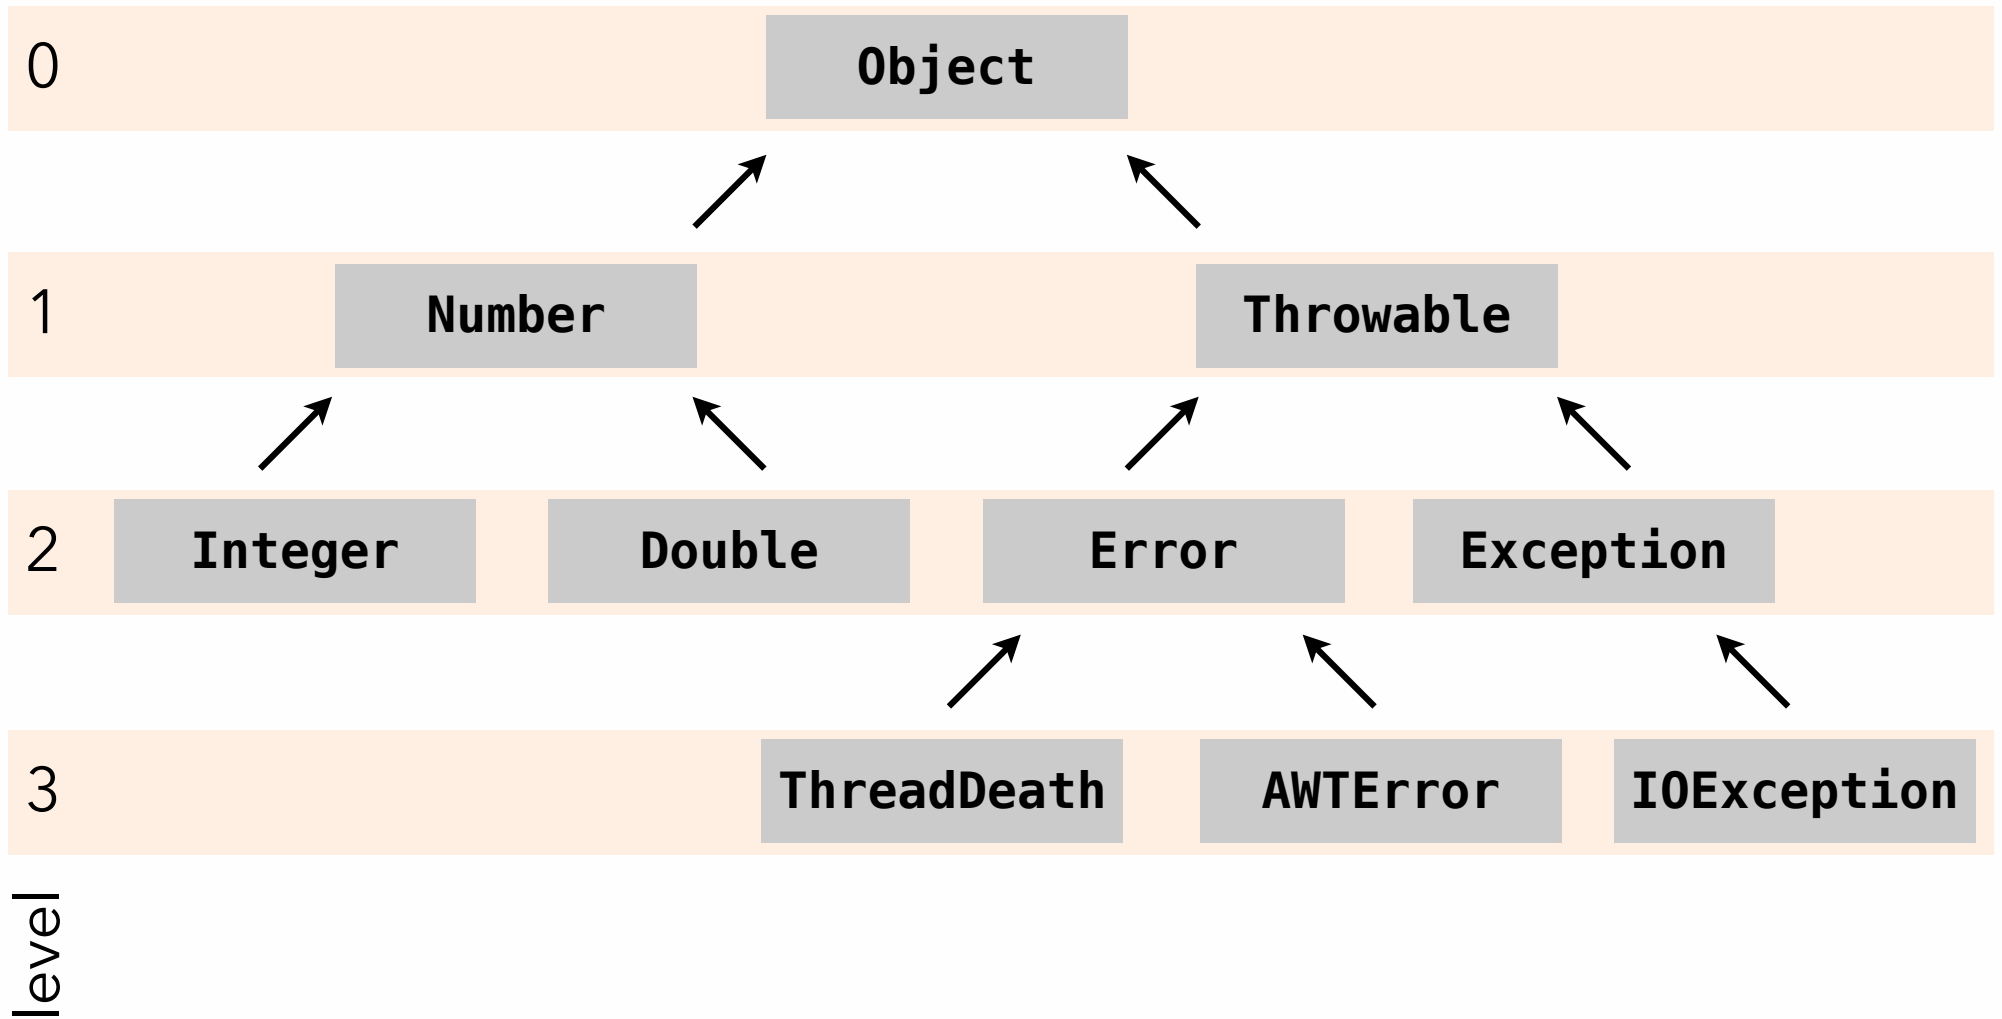 0
Object
1
Number
Throwable
2
Integer
Double
Error
Exception
3
ThreadDeath
AWTError
IOException
level